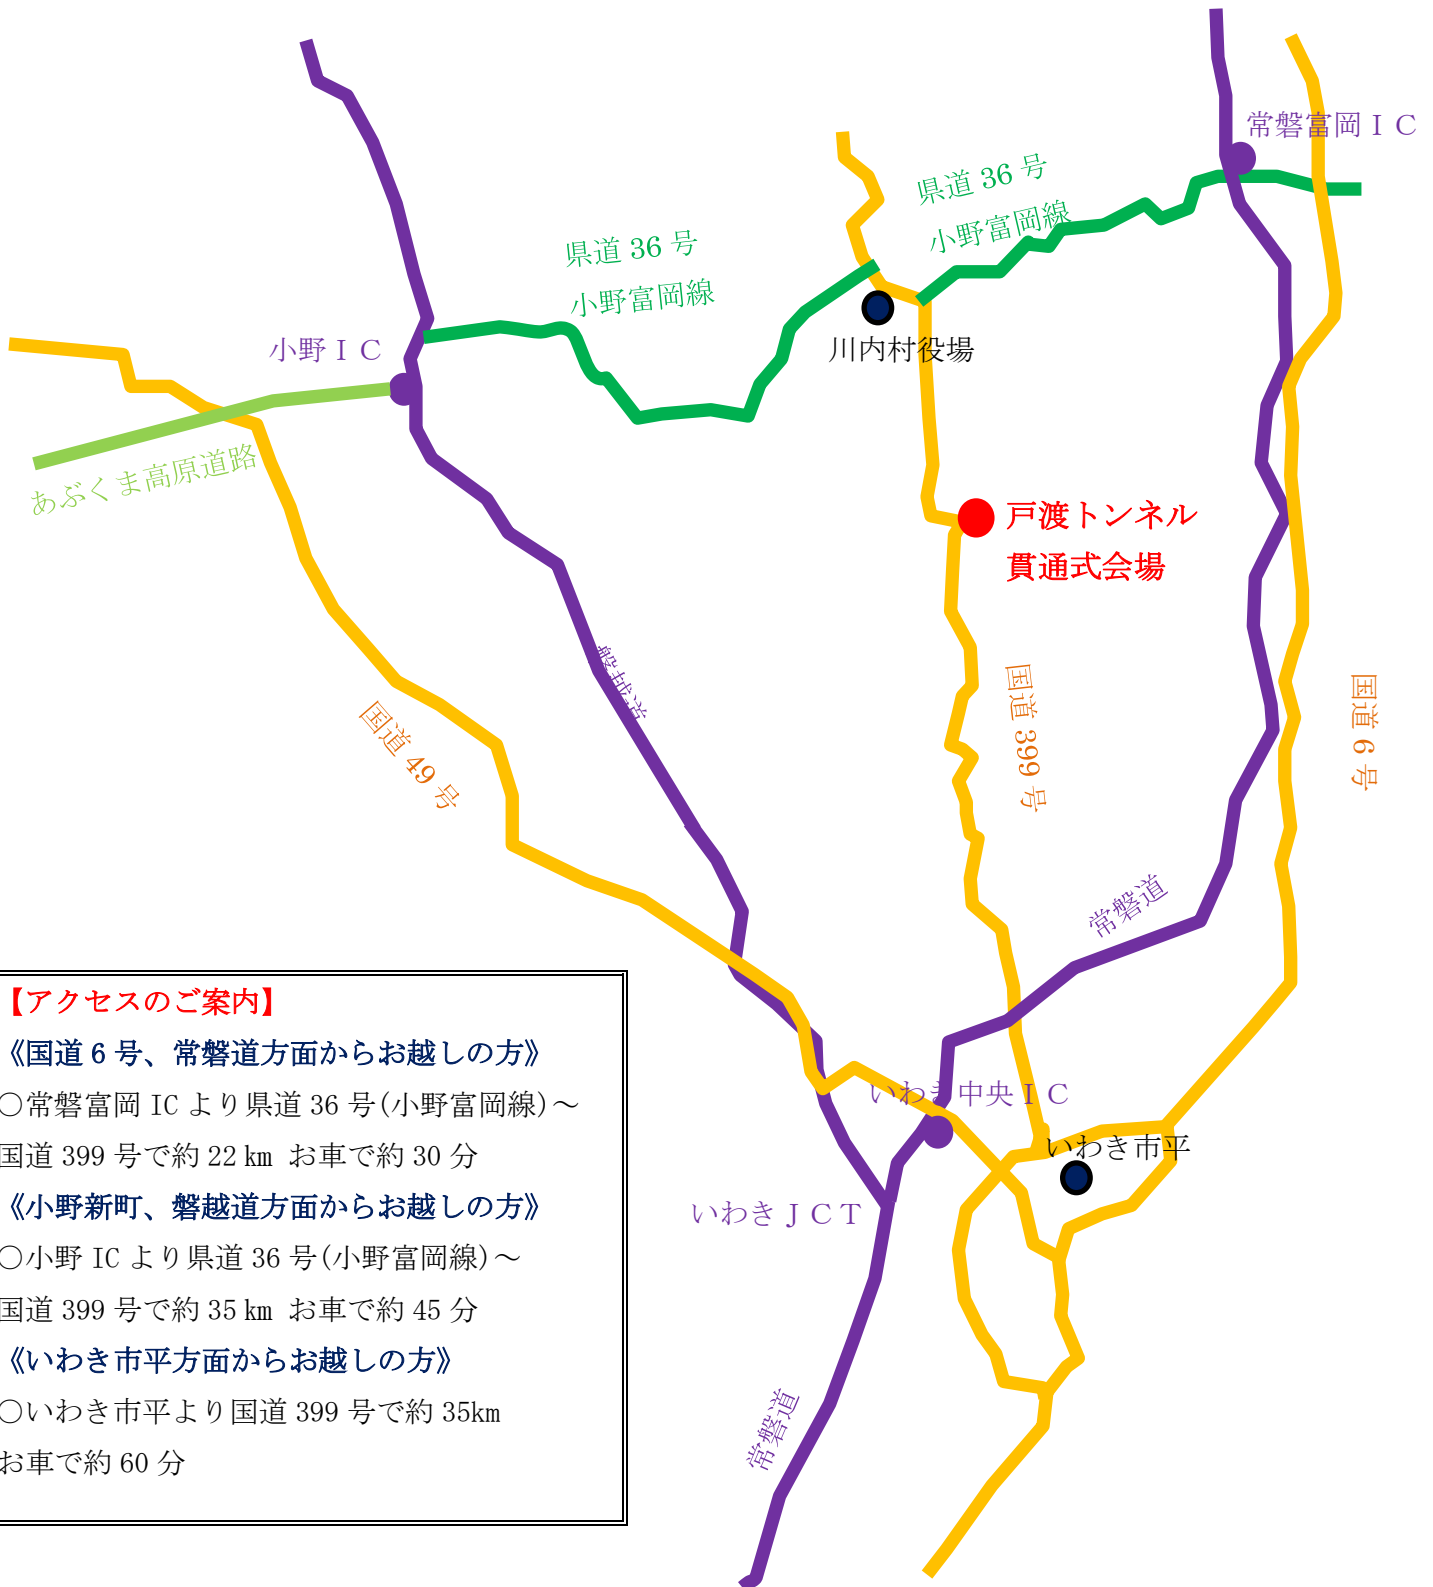 常磐富岡ＩＣ
県道 36 号
小野富岡線
県道 36 号
小野富岡線
小野ＩＣ
川内村役場
あぶくま高原道路
戸渡トンネル
貫通式会場
磐越道
国道 49 号
国道 399 号
国道 6 号
常磐道
いわき中央ＩＣ
いわき市平
いわきＪＣＴ
常磐道
【アクセスのご案内】
《国道 6 号、常磐道方面からお越しの方》
○常磐富岡 IC より県道 36 号(小野富岡線)～
国道 399 号で約 22 km お車で約 30 分
《小野新町、磐越道方面からお越しの方》
○小野 IC より県道 36 号(小野富岡線)～
国道 399 号で約 35 km お車で約 45 分
《いわき市平方面からお越しの方》
○いわき市平より国道 399 号で約 35km
お車で約 60 分